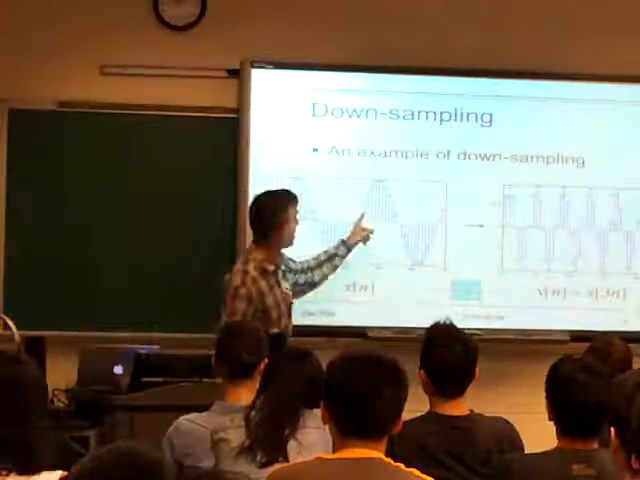 Down-sampling
▪ An example of down-sampling
x[n]
v[n] = x[3n]